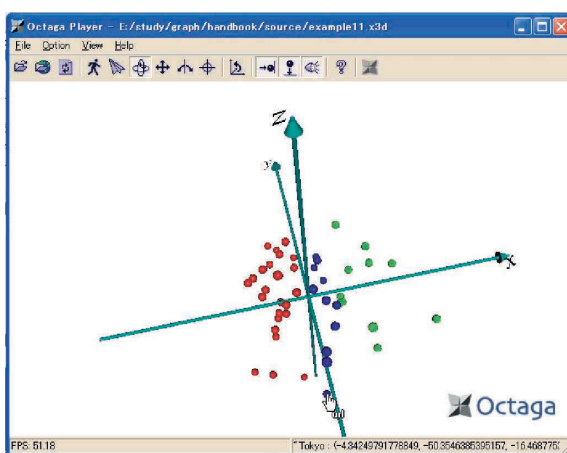 Octaga Player - E:/study/graph/handbook/source/example11.x3d
File Option View Help
Z
y
X
Octaga
FPS: 51.18
"Tokyo : (-4.84249791778849, -50.3546385395157, -16.468775